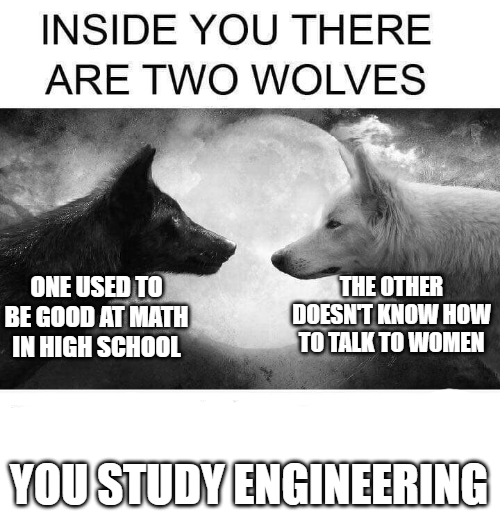 INSIDE YOU THERE
ARE TWO WOLVES
ONE USED TO
BE GOOD AT MATH
IN HIGH SCHOOL
THE OTHER
DOESN'T KNOW HOW
TO TALK TO WOMEN
YOU STUDY ENGINEERING